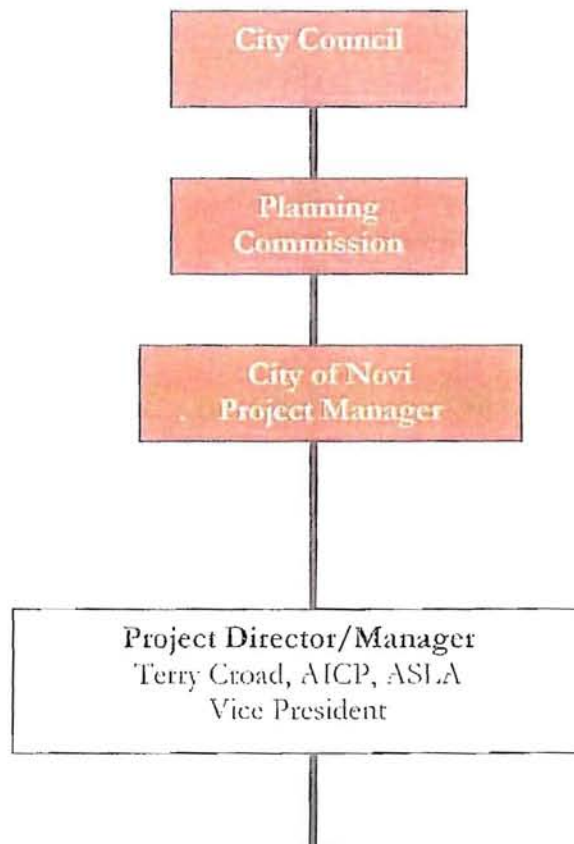 City Council
Planning
Commission
City of Novi
Project Manager
Project Director/Manager
Terry Croad, AICP, ASLA
Vice President